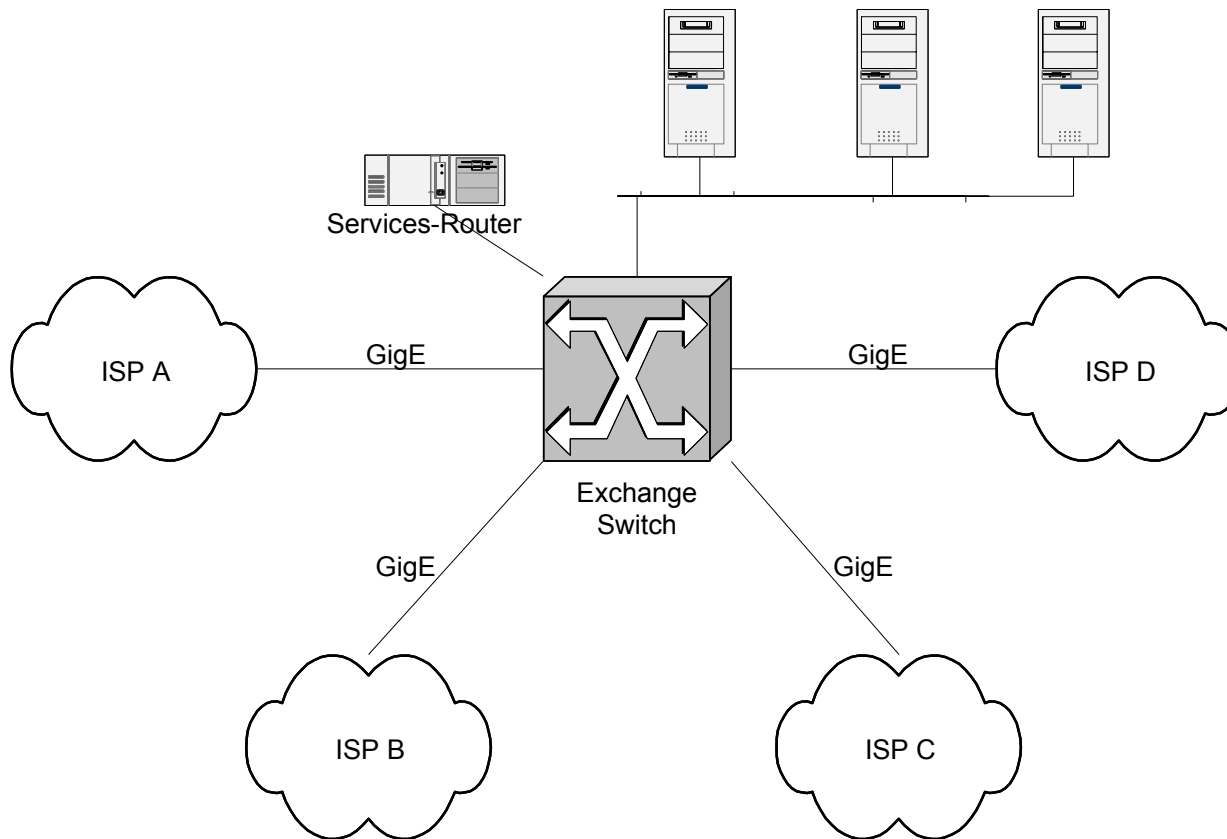 Services-Router
ISP A
GigE
GigE
ISP D
Exchange
Switch
GigE
GigE
ISP B
ISP C